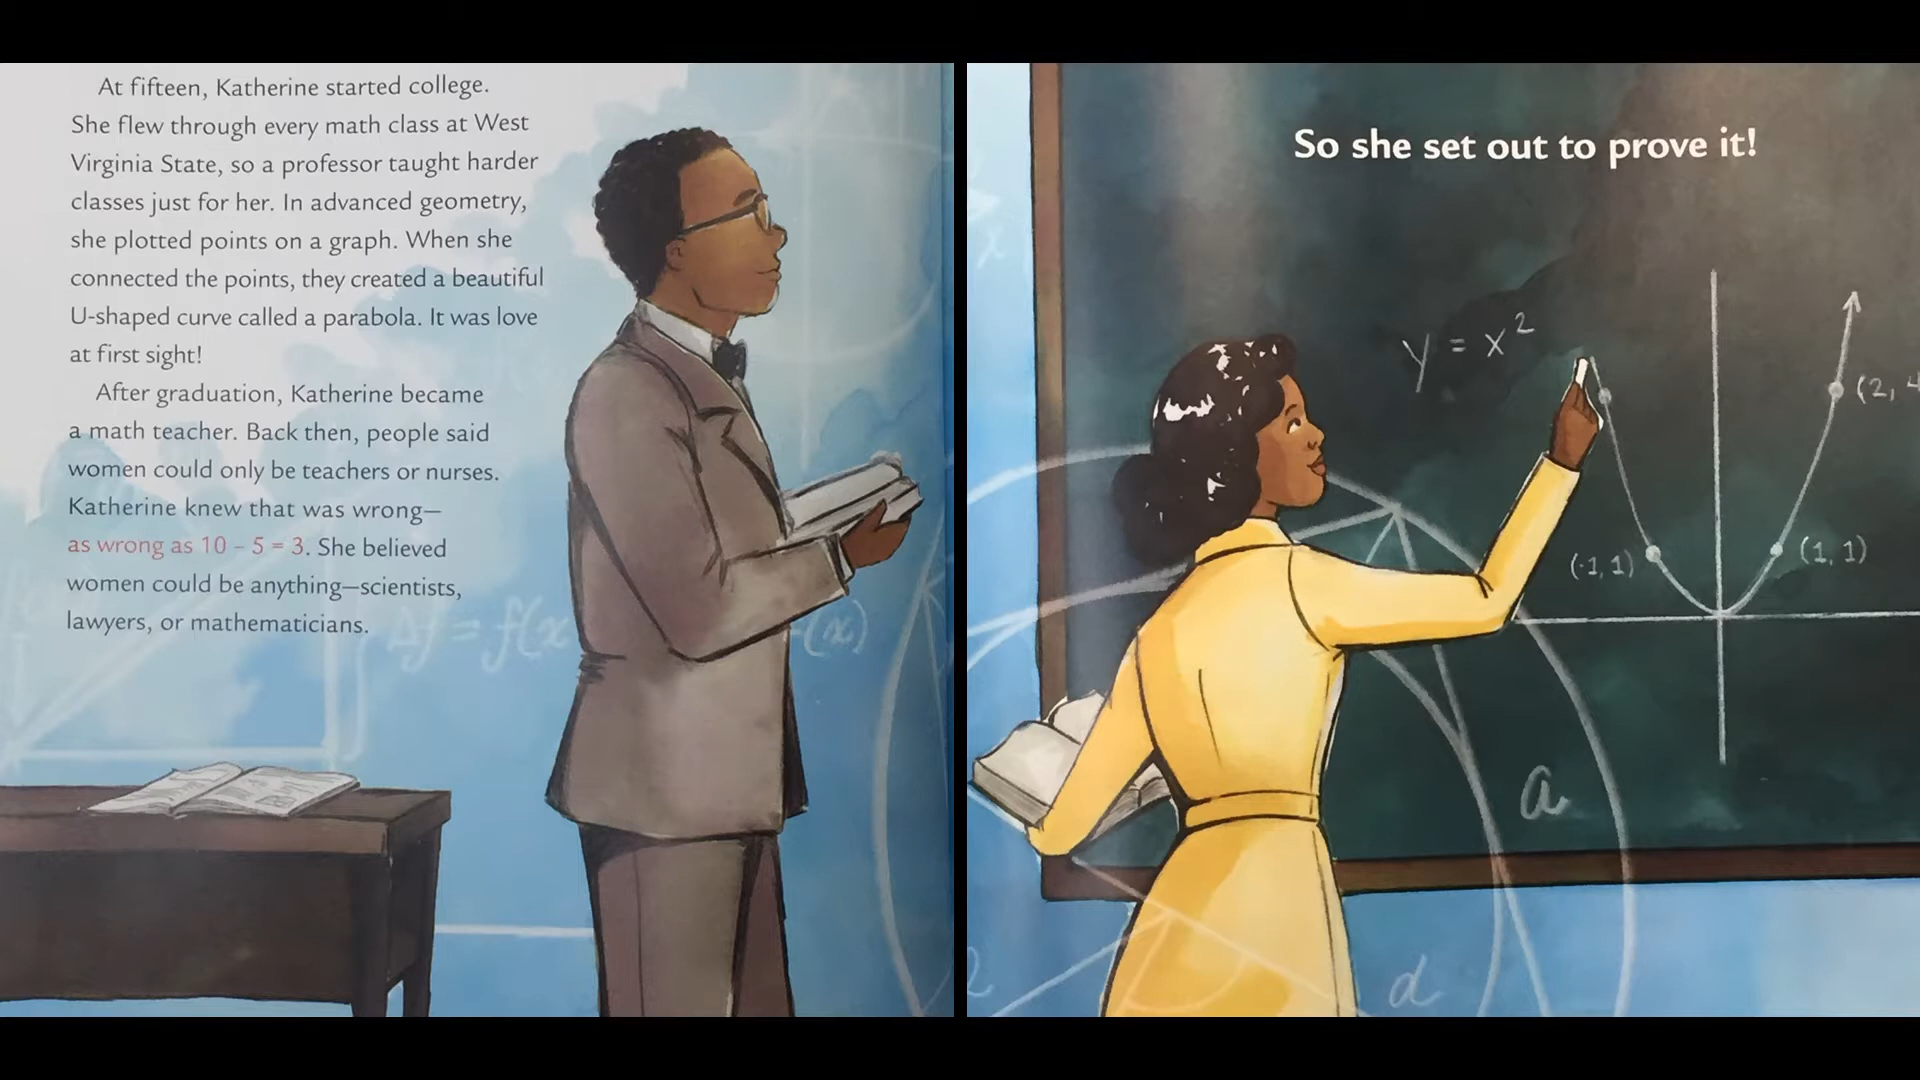 At fifteen, Katherine started college.
She flew through every math class at West
Virginia State, so a professor taught harder
classes just for her. In advanced geometry,
she plotted points on a graph. When she
connected the points, they created a beautiful
U-shaped curve called a parabola. It was love
at first sight!
After graduation, Katherine became
a math teacher. Back then, people said
women could only be teachers or nurses.
Katherine knew that was wrong—
as wrong as 10 – 5 = 3. She believed
women could be anything—scientists,
lawyers, or mathematicians.
Δf = f(x
(x)
So she set out to prove it!
x
y = x²
(2, 4
(-1, 1)
(1, 1)
a
d
2